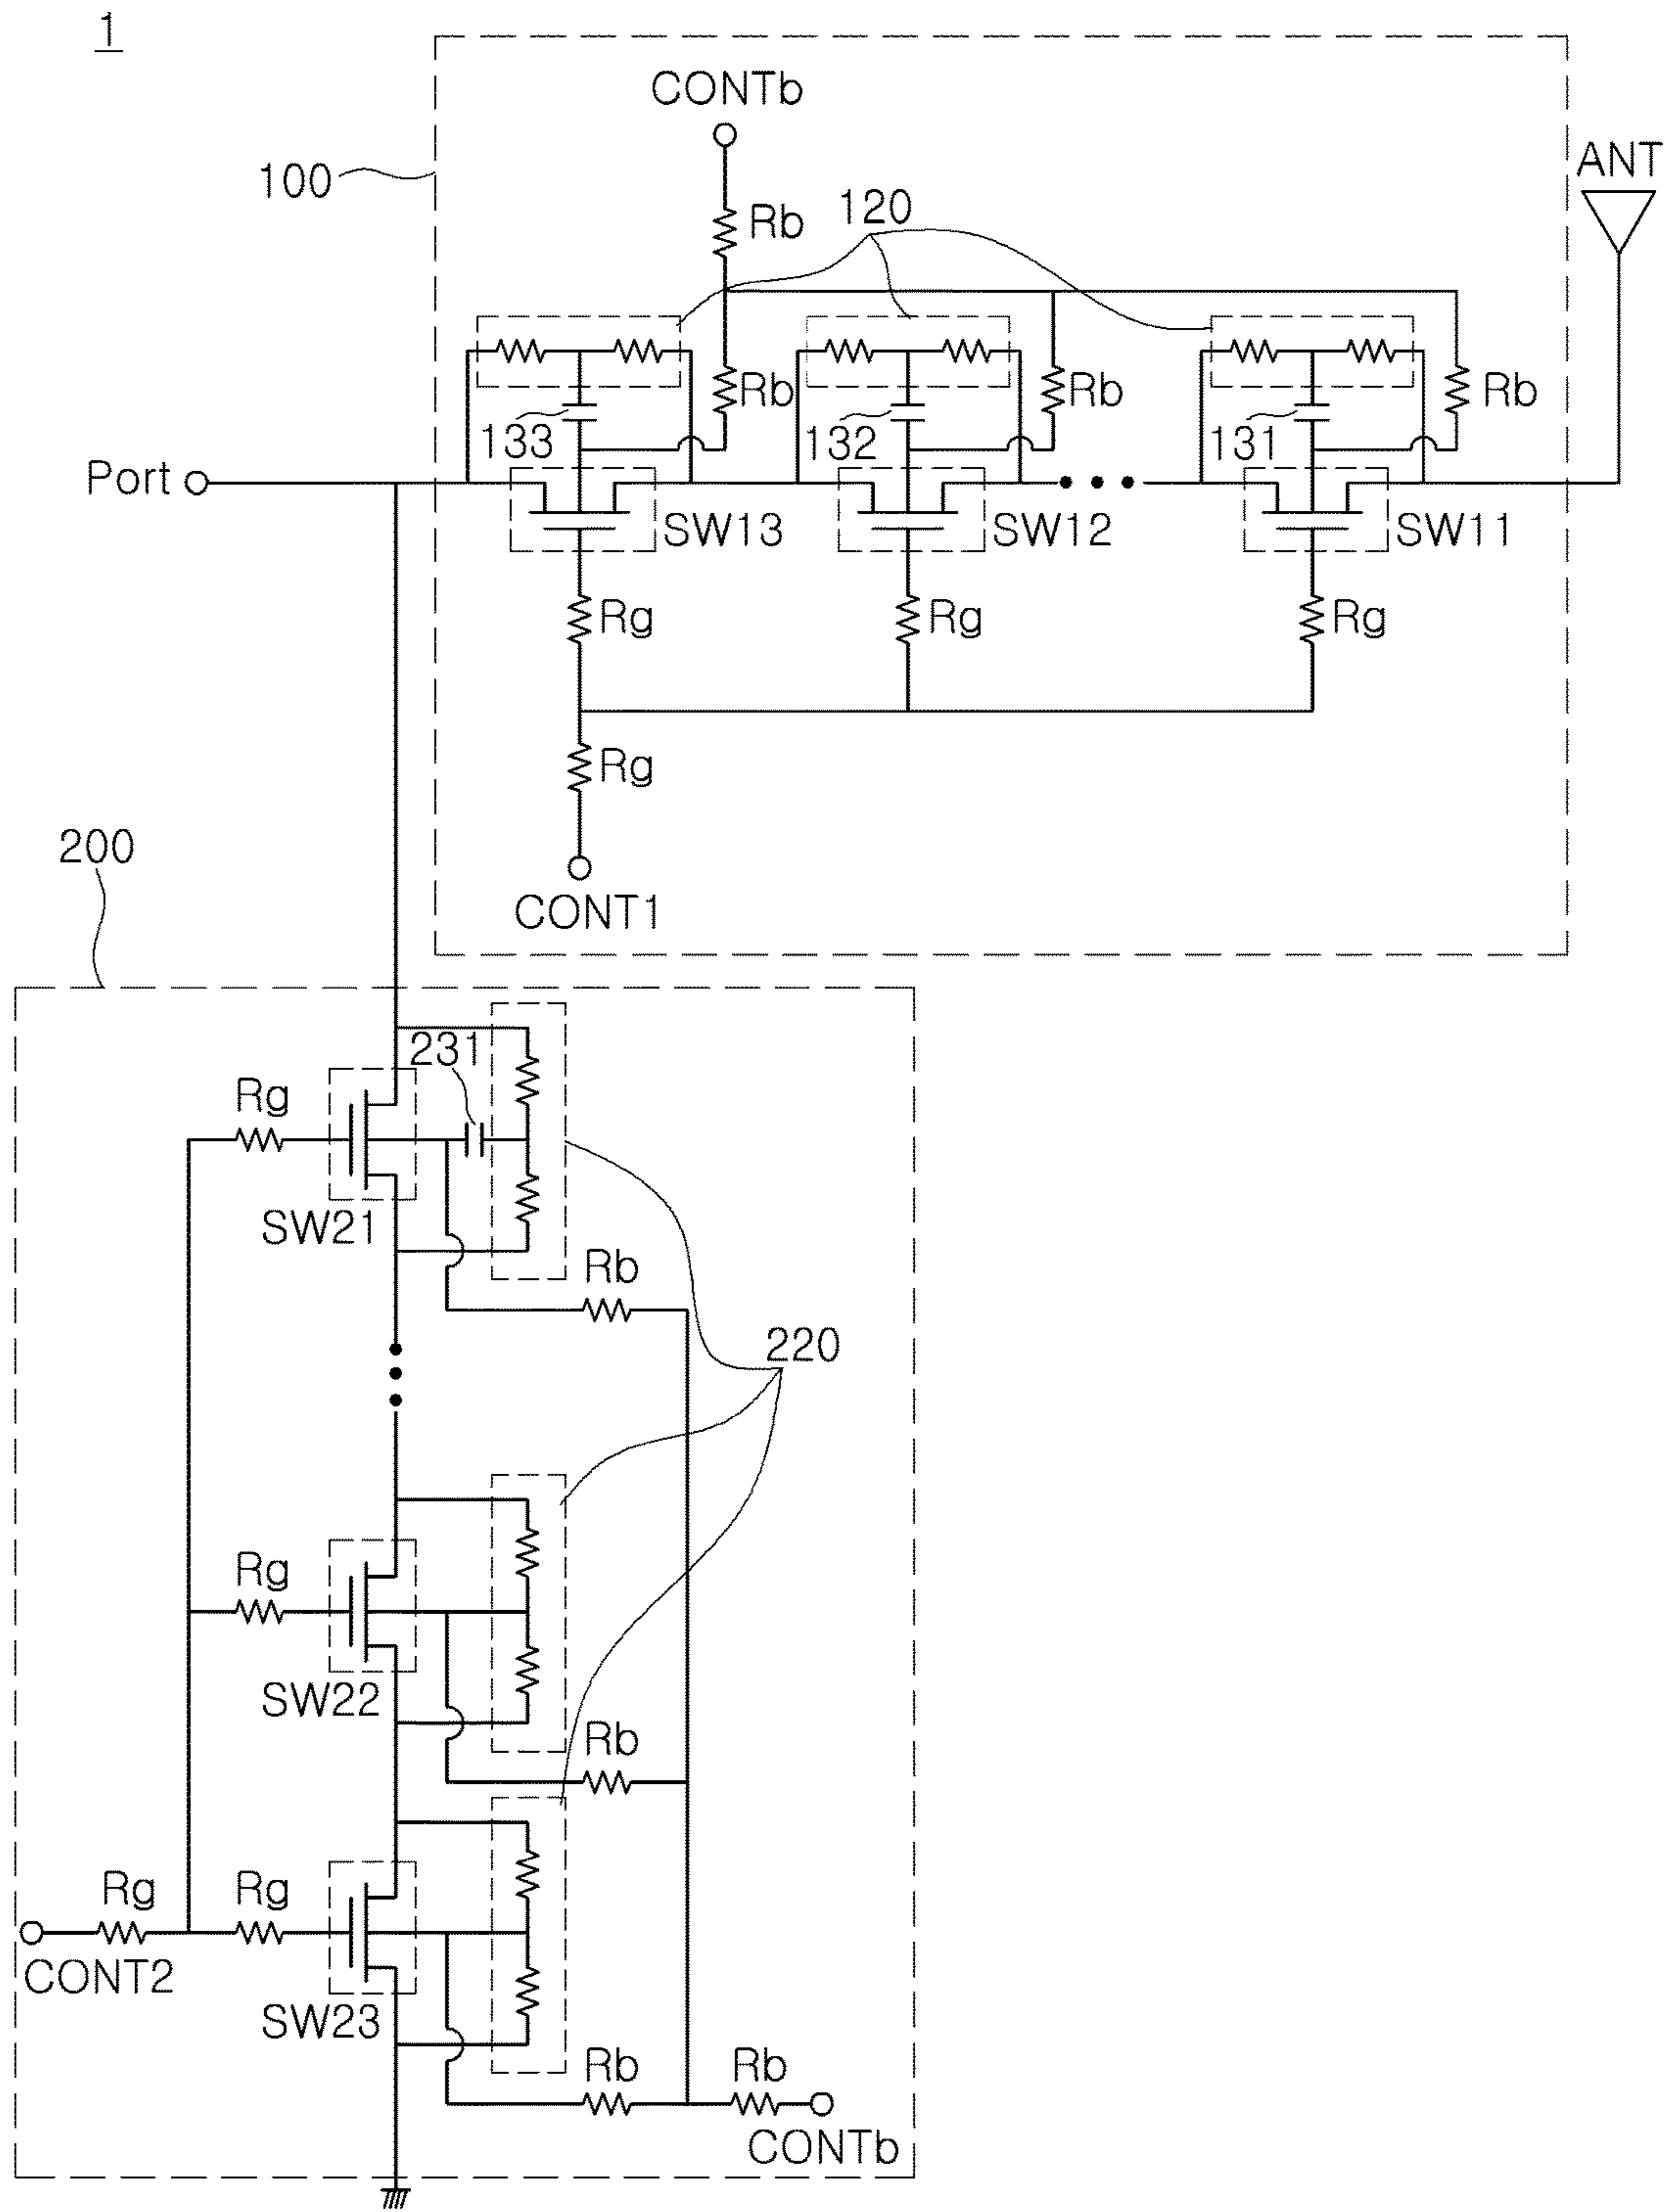 1
CONTb
100
ANT
120
Rb
Rb
Rb
Rb
133
132
131
Port
SW13
SW12
SW11
Rg
Rg
Rg
Rg
CONT1
200
231
Rg
SW21
Rb
220
Rg
SW22
Rb
Rg
Rg
CONT2
SW23
Rb
Rb
CONTb